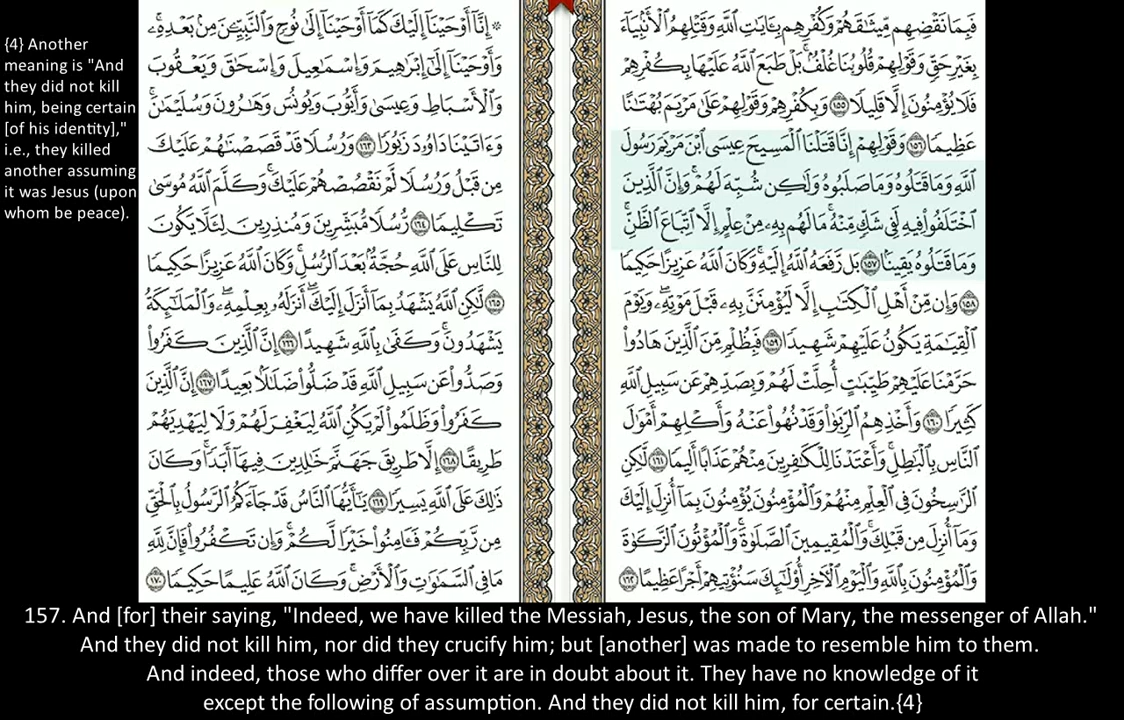 {4} Another
meaning is "And
they did not kill
him, being certain
[of his identity],"
i.e., they killed
another assuming
it was Jesus (upon
whom be peace).
فَبِمَا نَقْضِهِم مِّيثَٰقَهُمْ وَكُفْرِهِم بِـَٔايَٰتِ ٱللَّهِ وَقَتْلِهِمُ ٱلْأَنۢبِيَآءَ
بِغَيْرِ حَقٍّ وَقَوْلِهِمْ قُلُوبُنَا غُلْفٌۢ ۚ بَلْ طَبَعَ ٱللَّهُ عَلَيْهَا بِكُفْرِهِمْ
فَلَا يُؤْمِنُونَ إِلَّا قَلِيلًا ١٥٥ وَبِكُفْرِهِمْ وَقَوْلِهِمْ عَلَىٰ مَرْيَمَ بُهْتَٰنًا
عَظِيمًا ١٥٦ وَقَوْلِهِمْ إِنَّا قَتَلْنَا ٱلْمَسِيحَ عِيسَى ٱبْنَ مَرْيَمَ رَسُولَ
ٱللَّهِ وَمَا قَتَلُوهُ وَمَا صَلَبُوهُ وَلَٰكِن شُبِّهَ لَهُمْ ۚ وَإِنَّ ٱلَّذِينَ
ٱخْتَلَفُوا۟ فِيهِ لَفِى شَكٍّ مِّنْهُ ۚ مَا لَهُم بِهِۦ مِنْ عِلْمٍ إِلَّا ٱتِّبَاعَ ٱلظَّنِّ ۚ
وَمَا قَتَلُوهُ يَقِينًۢا ١٥٧ بَل رَّفَعَهُ ٱللَّهُ إِلَيْهِ ۚ وَكَانَ ٱللَّهُ عَزِيزًا حَكِيمًا
١٥٨ وَإِن مِّنْ أَهْلِ ٱلْكِتَٰبِ إِلَّا لَيُؤْمِنَنَّ بِهِۦ قَبْلَ مَوْتِهِۦ ۖ وَيَوْمَ
ٱلْقِيَٰمَةِ يَكُونُ عَلَيْهِمْ شَهِيدًا ١٥٩ فَبِظُلْمٍ مِّنَ ٱلَّذِينَ هَادُوا۟
حَرَّمْنَا عَلَيْهِمْ طَيِّبَٰتٍ أُحِلَّتْ لَهُمْ وَبِصَدِّهِمْ عَن سَبِيلِ ٱللَّهِ
كَثِيرًا ١٦٠ وَأَخْذِهِمُ ٱلرِّبَوٰا۟ وَقَدْ نُهُوا۟ عَنْهُ وَأَكْلِهِمْ أَمْوَٰلَ
ٱلنَّاسِ بِٱلْبَٰطِلِ ۚ وَأَعْتَدْنَا لِلْكَٰفِرِينَ مِنْهُمْ عَذَابًا أَلِيمًا ١٦١ لَّٰكِنِ
ٱلرَّٰسِخُونَ فِى ٱلْعِلْمِ مِنْهُمْ وَٱلْمُؤْمِنُونَ يُؤْمِنُونَ بِمَآ أُنزِلَ إِلَيْكَ
وَمَآ أُنزِلَ مِن قَبْلِكَ ۚ وَٱلْمُقِيمِينَ ٱلصَّلَوٰةَ ۚ وَٱلْمُؤْتُونَ ٱلزَّكَوٰةَ
وَٱلْمُؤْمِنُونَ بِٱللَّهِ وَٱلْيَوْمِ ٱلْـَٔاخِرِ أُو۟لَٰٓئِكَ سَنُؤْتِيهِمْ أَجْرًا عَظِيمًا ١٦٢
۞ إِنَّآ أَوْحَيْنَآ إِلَيْكَ كَمَآ أَوْحَيْنَآ إِلَىٰ نُوحٍ وَٱلنَّبِيِّـۧنَ مِنۢ بَعْدِهِۦ ۚ
وَأَوْحَيْنَآ إِلَىٰٓ إِبْرَٰهِيمَ وَإِسْمَٰعِيلَ وَإِسْحَٰقَ وَيَعْقُوبَ
وَٱلْأَسْبَاطِ وَعِيسَىٰ وَأَيُّوبَ وَيُونُسَ وَهَٰرُونَ وَسُلَيْمَٰنَ ۚ
وَءَاتَيْنَا دَاوُۥدَ زَبُورًا ١٦٣ وَرُسُلًا قَدْ قَصَصْنَٰهُمْ عَلَيْكَ
مِن قَبْلُ وَرُسُلًا لَّمْ نَقْصُصْهُمْ عَلَيْكَ ۚ وَكَلَّمَ ٱللَّهُ مُوسَىٰ
تَكْلِيمًا ١٦٤ رُّسُلًا مُّبَشِّرِينَ وَمُنذِرِينَ لِئَلَّا يَكُونَ
لِلنَّاسِ عَلَى ٱللَّهِ حُجَّةٌۢ بَعْدَ ٱلرُّسُلِ ۚ وَكَانَ ٱللَّهُ عَزِيزًا حَكِيمًا
١٦٥ لَّٰكِنِ ٱللَّهُ يَشْهَدُ بِمَآ أَنزَلَ إِلَيْكَ ۖ أَنزَلَهُۥ بِعِلْمِهِۦ ۖ وَٱلْمَلَٰٓئِكَةُ
يَشْهَدُونَ ۚ وَكَفَىٰ بِٱللَّهِ شَهِيدًا ١٦٦ إِنَّ ٱلَّذِينَ كَفَرُوا۟
وَصَدُّوا۟ عَن سَبِيلِ ٱللَّهِ قَدْ ضَلُّوا۟ ضَلَٰلًۢا بَعِيدًا ١٦٧ إِنَّ ٱلَّذِينَ
كَفَرُوا۟ وَظَلَمُوا۟ لَمْ يَكُنِ ٱللَّهُ لِيَغْفِرَ لَهُمْ وَلَا لِيَهْدِيَهُمْ
طَرِيقًا ١٦٨ إِلَّا طَرِيقَ جَهَنَّمَ خَٰلِدِينَ فِيهَآ أَبَدًا ۚ وَكَانَ
ذَٰلِكَ عَلَى ٱللَّهِ يَسِيرًا ١٦٩ يَٰٓأَيُّهَا ٱلنَّاسُ قَدْ جَآءَكُمُ ٱلرَّسُولُ بِٱلْحَقِّ
مِن رَّبِّكُمْ فَـَٔامِنُوا۟ خَيْرًا لَّكُمْ ۚ وَإِن تَكْفُرُوا۟ فَإِنَّ لِلَّهِ
مَا فِى ٱلسَّمَٰوَٰتِ وَٱلْأَرْضِ ۚ وَكَانَ ٱللَّهُ عَلِيمًا حَكِيمًا ١٧٠
157. And [for] their saying, "Indeed, we have killed the Messiah, Jesus, the son of Mary, the messenger of Allah."
And they did not kill him, nor did they crucify him; but [another] was made to resemble him to them.
And indeed, those who differ over it are in doubt about it. They have no knowledge of it
except the following of assumption. And they did not kill him, for certain.{4}